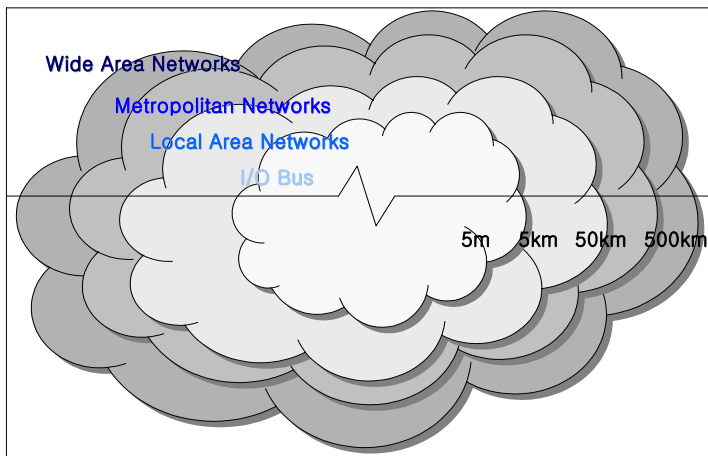 Wide Area Networks
Metropolitan Networks
Local Area Networks
I/O Bus
5m 5km 50km 500km